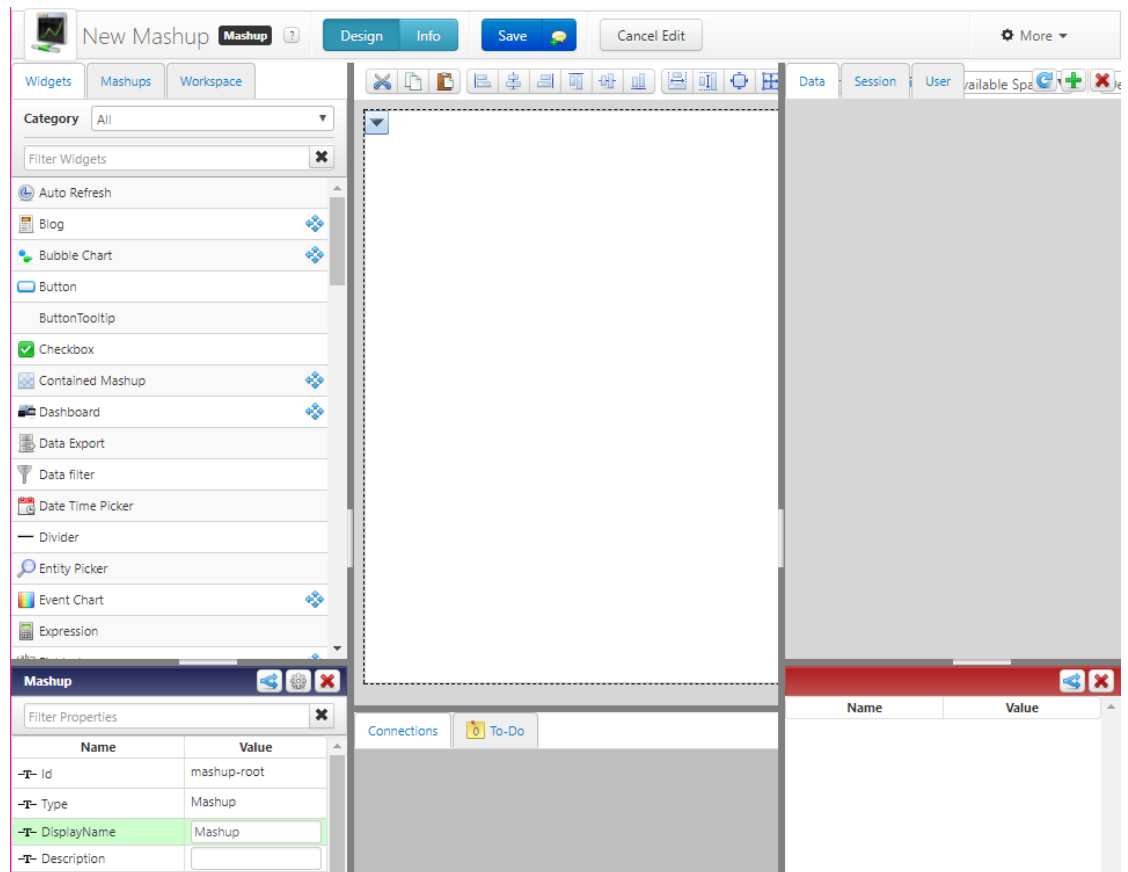 New Mashup Mashup ? Design Info Save Cancel Edit More
Widgets Mashups Workspace
Data Session User vailable Spa
Category All
Filter Widgets
Auto Refresh
Blog
Bubble Chart
Button
ButtonTooltip
Checkbox
Contained Mashup
Dashboard
Data Export
Data filter
Date Time Picker
Divider
Entity Picker
Event Chart
Expression
Mashup
Filter Properties
Name Value
-T- Id mashup-root
-T- Type Mashup
-T- DisplayName Mashup
-T- Description
Connections 0 To-Do
Name Value